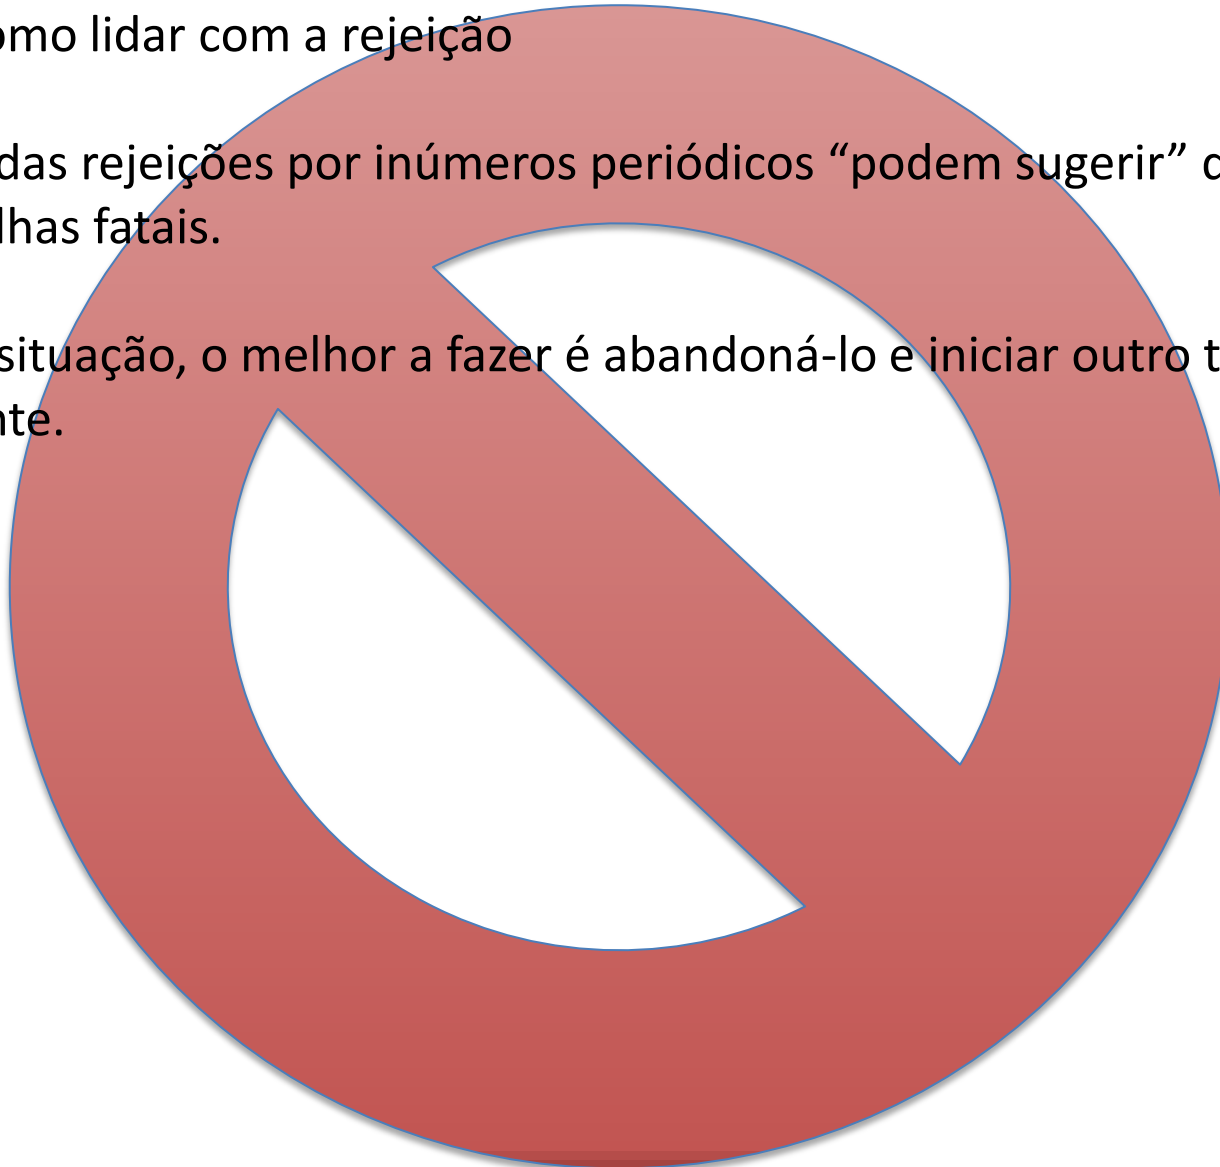 omo lidar com a rejeição
das rejeições por inúmeros periódicos “podem sugerir”
lhas fatais.
situação, o melhor a fazer é abandoná-lo e iniciar outro t
nte.